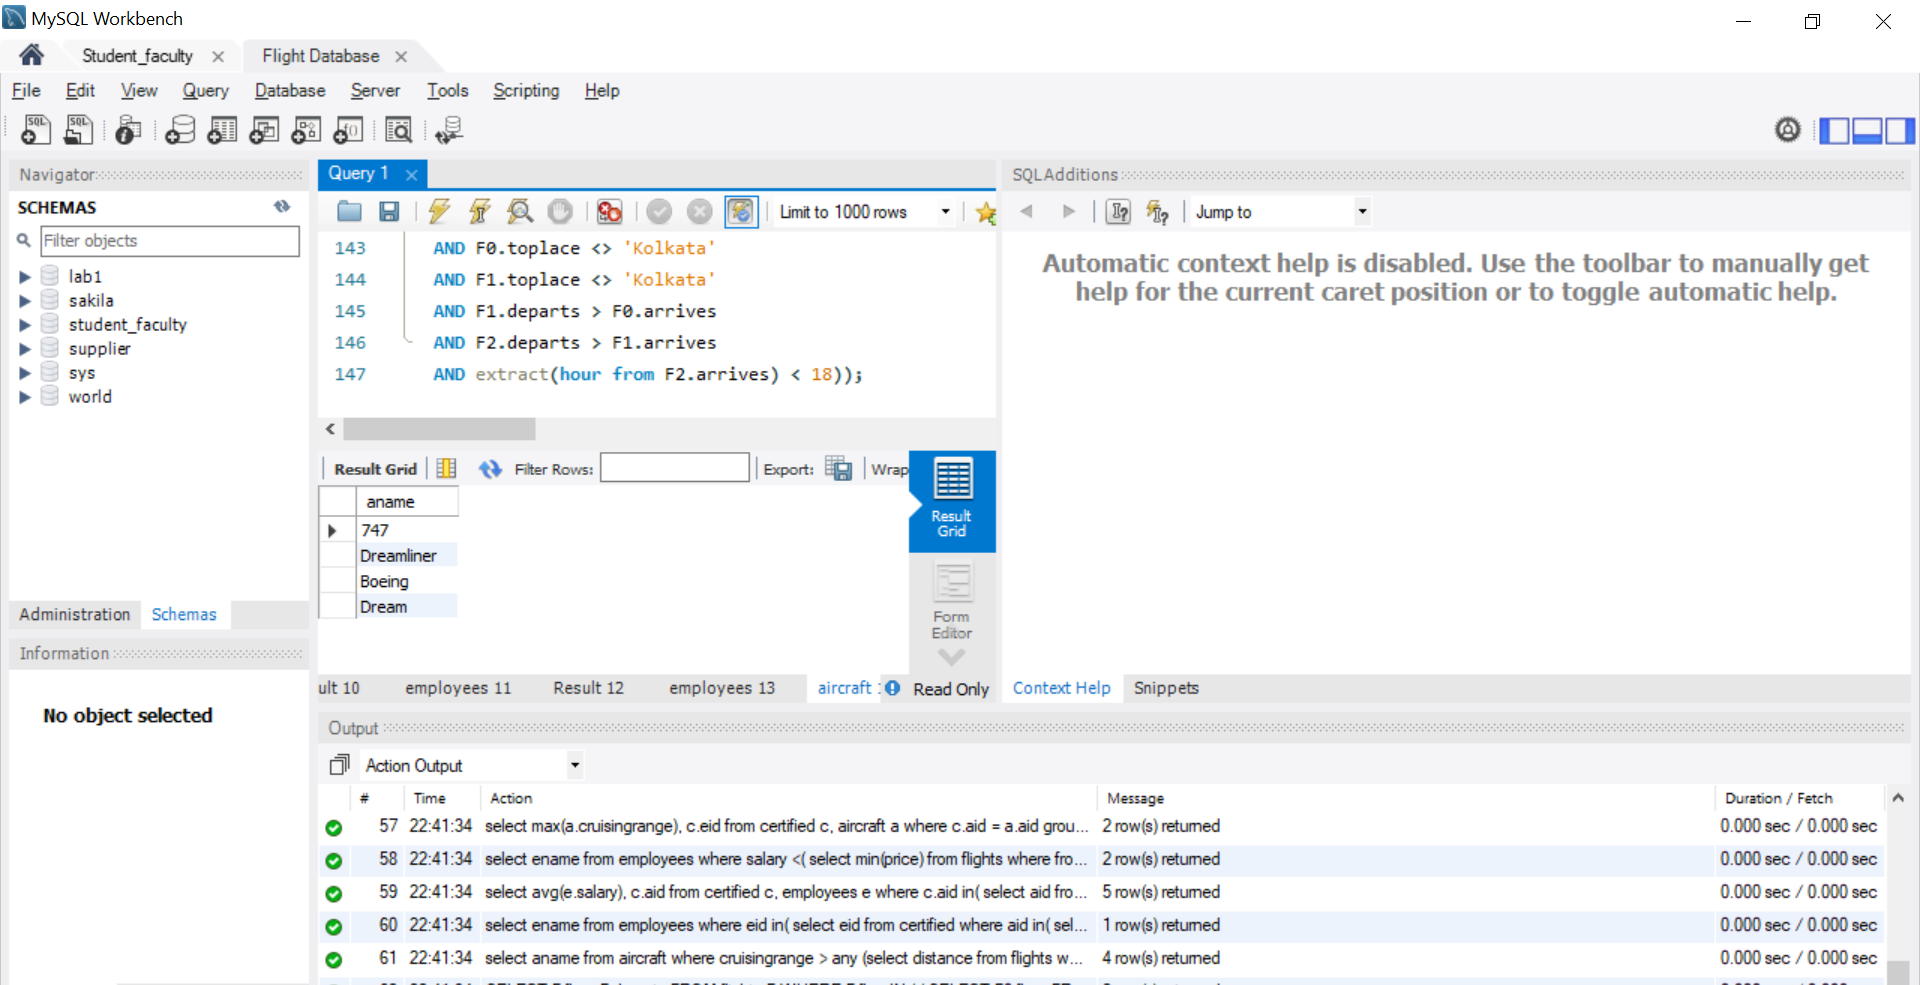 MySQL Workbench
Student_faculty
Flight Database
File Edit View Query Database Server Tools Scripting Help
Navigator
SCHEMAS
Filter objects
lab1
sakila
student_faculty
supplier
sys
world
Administration Schemas
Information
No object selected
Query 1
Limit to 1000 rows
143 AND F0.toplace <> 'Kolkata'
144 AND F1.toplace <> 'Kolkata'
145 AND F1.departs > F0.arrives
146 AND F2.departs > F1.arrives
147 AND extract(hour from F2.arrives) < 18));
Result Grid Filter Rows: Export: Wrap
aname
747
Dreamliner
Boeing
Dream
Result
Grid
Form
Editor
ult 10 employees 11 Result 12 employees 13 aircraft Read Only
SQLAdditions
Jump to
Automatic context help is disabled. Use the toolbar to manually get
help for the current caret position or to toggle automatic help.
Context Help Snippets
Output
Action Output
# Time Action Message Duration / Fetch
57 22:41:34 select max(a.cruisingrange), c.eid from certified c, aircraft a where c.aid = a.aid grou... 2 row(s) returned 0.000 sec / 0.000 sec
58 22:41:34 select ename from employees where salary <( select min(price) from flights where fro... 2 row(s) returned 0.000 sec / 0.000 sec
59 22:41:34 select avg(e.salary), c.aid from certified c, employees e where c.aid in( select aid fro... 5 row(s) returned 0.000 sec / 0.000 sec
60 22:41:34 select ename from employees where eid in( select eid from certified where aid in( sel... 1 row(s) returned 0.000 sec / 0.000 sec
61 22:41:34 select aname from aircraft where cruisingrange > any (select distance from flights w... 4 row(s) returned 0.000 sec / 0.000 sec